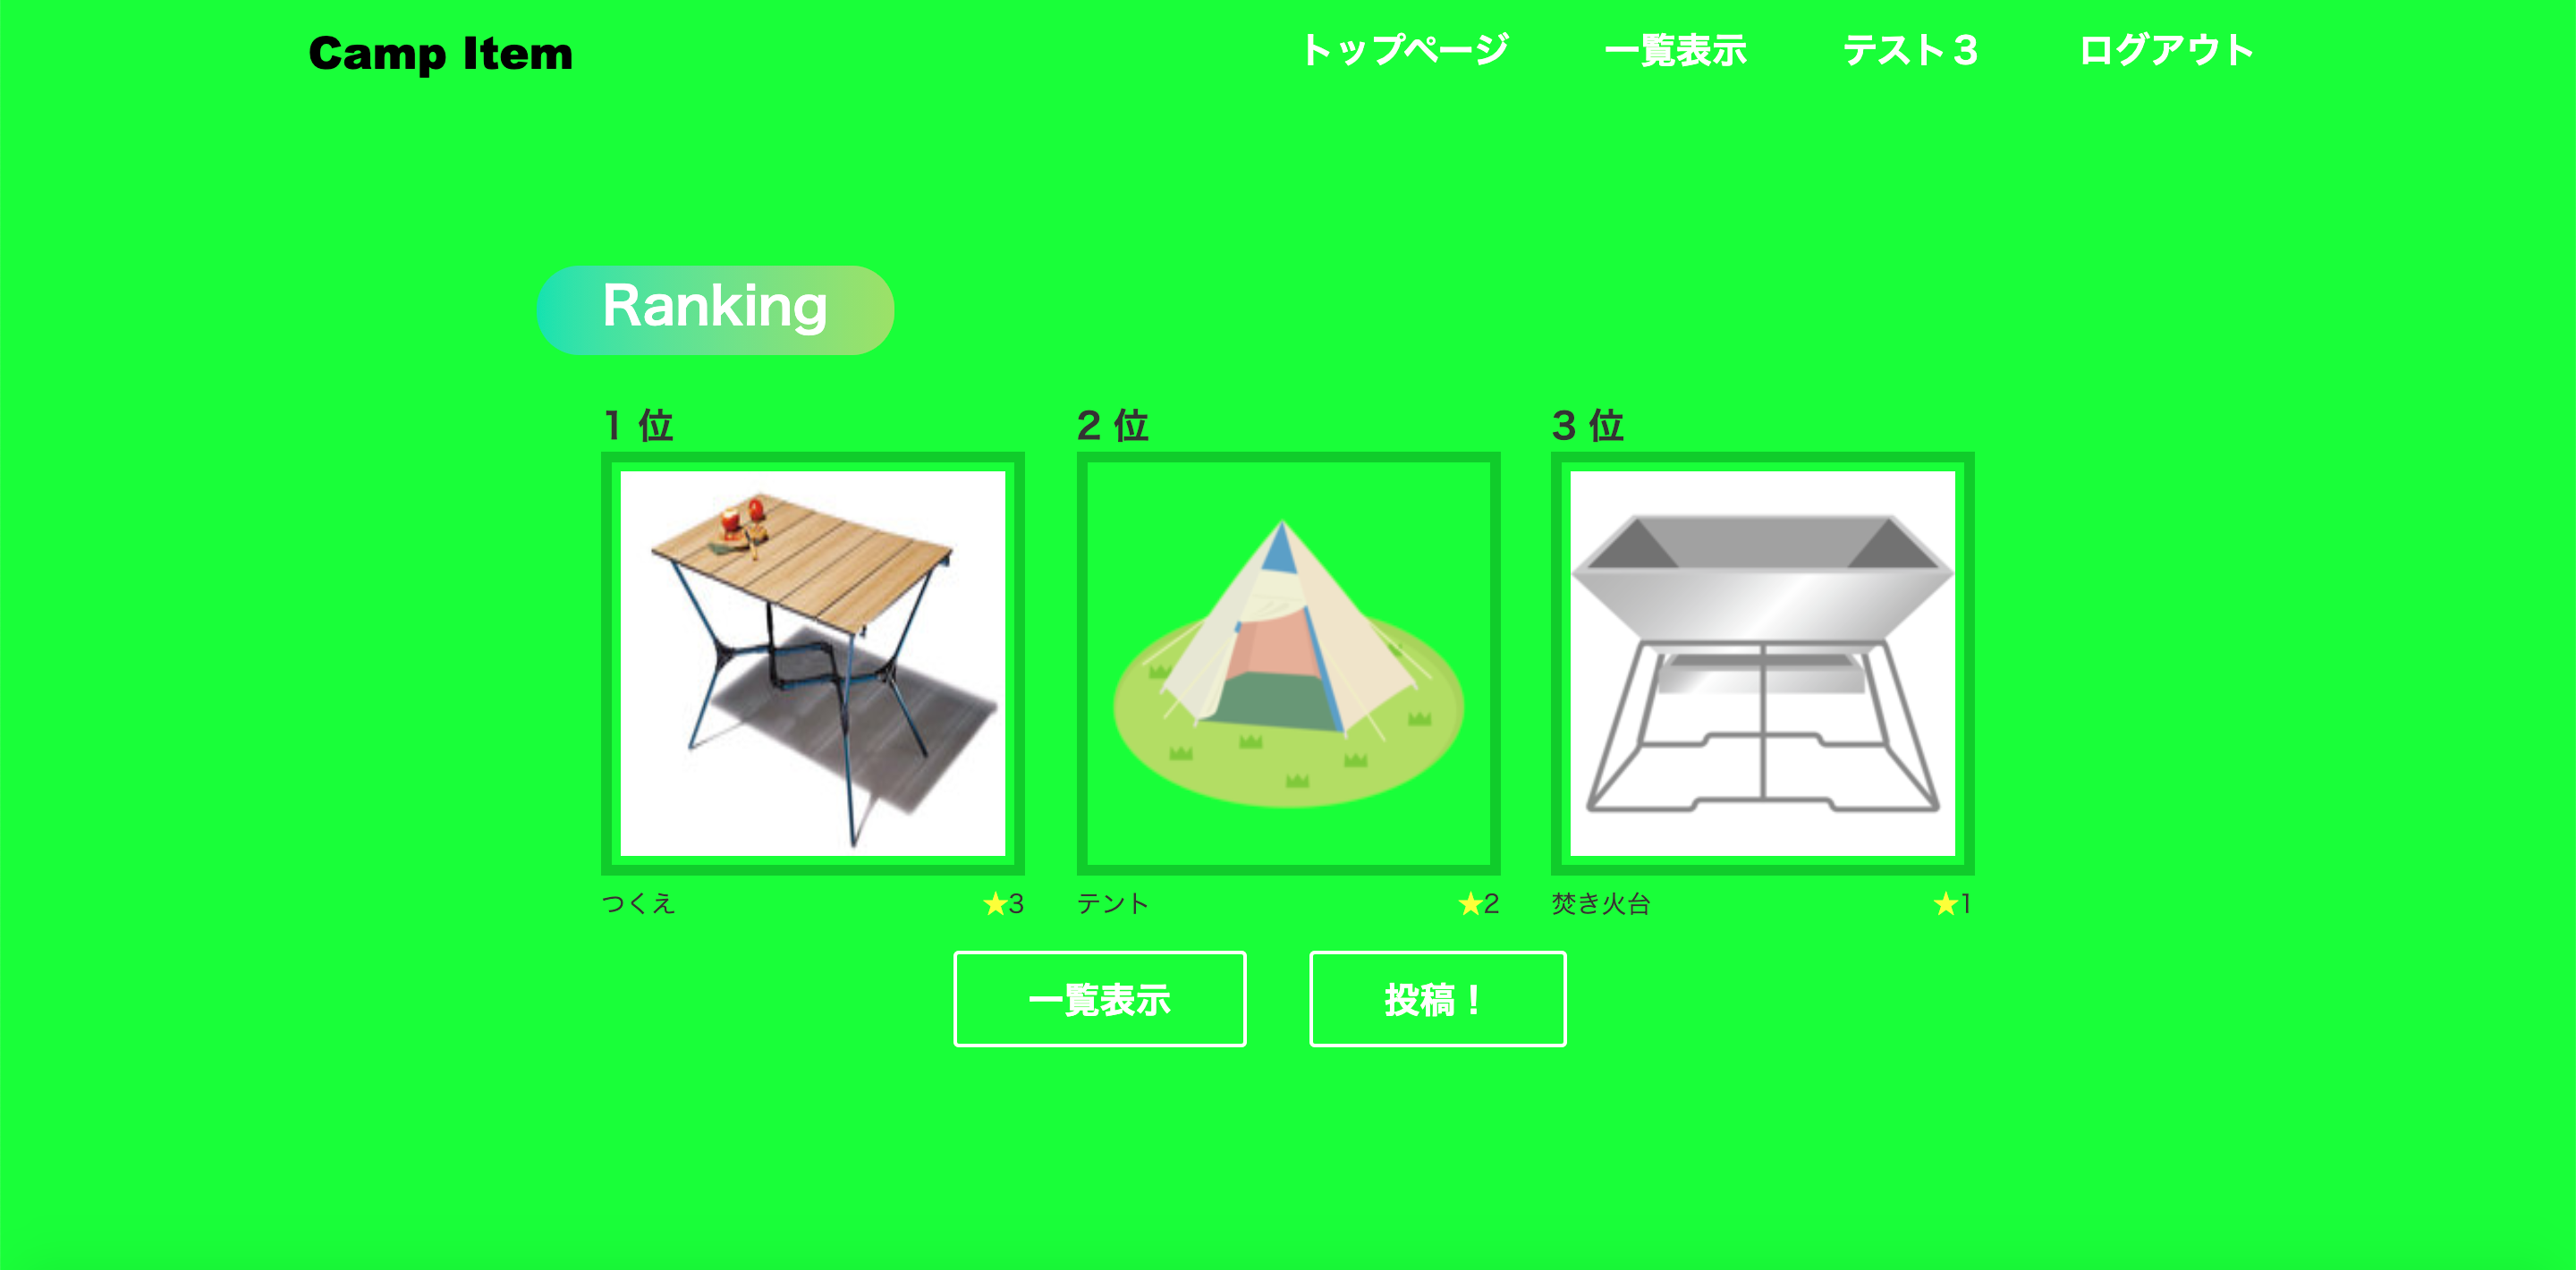 Camp Item
トップページ 一覧表示 テスト３ ログアウト
Ranking
1 位 2 位 3 位
つくえ ★3 テント ★2 焚き火台 ★1
一覧表示 投稿！